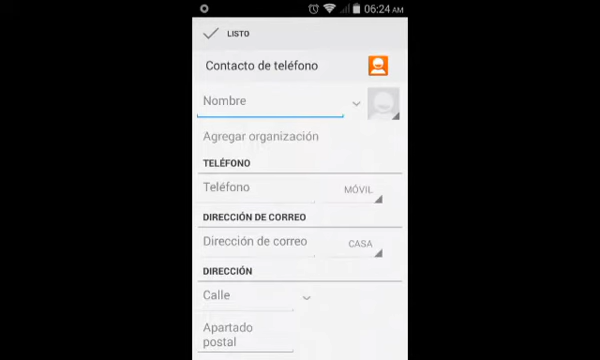 06:24 AM
LISTO
Contacto de teléfono
Nombre
Agregar organización
TELÉFONO
Teléfono MÓVIL
DIRECCIÓN DE CORREO
Dirección de correo CASA
DIRECCIÓN
Calle
Apartado
postal